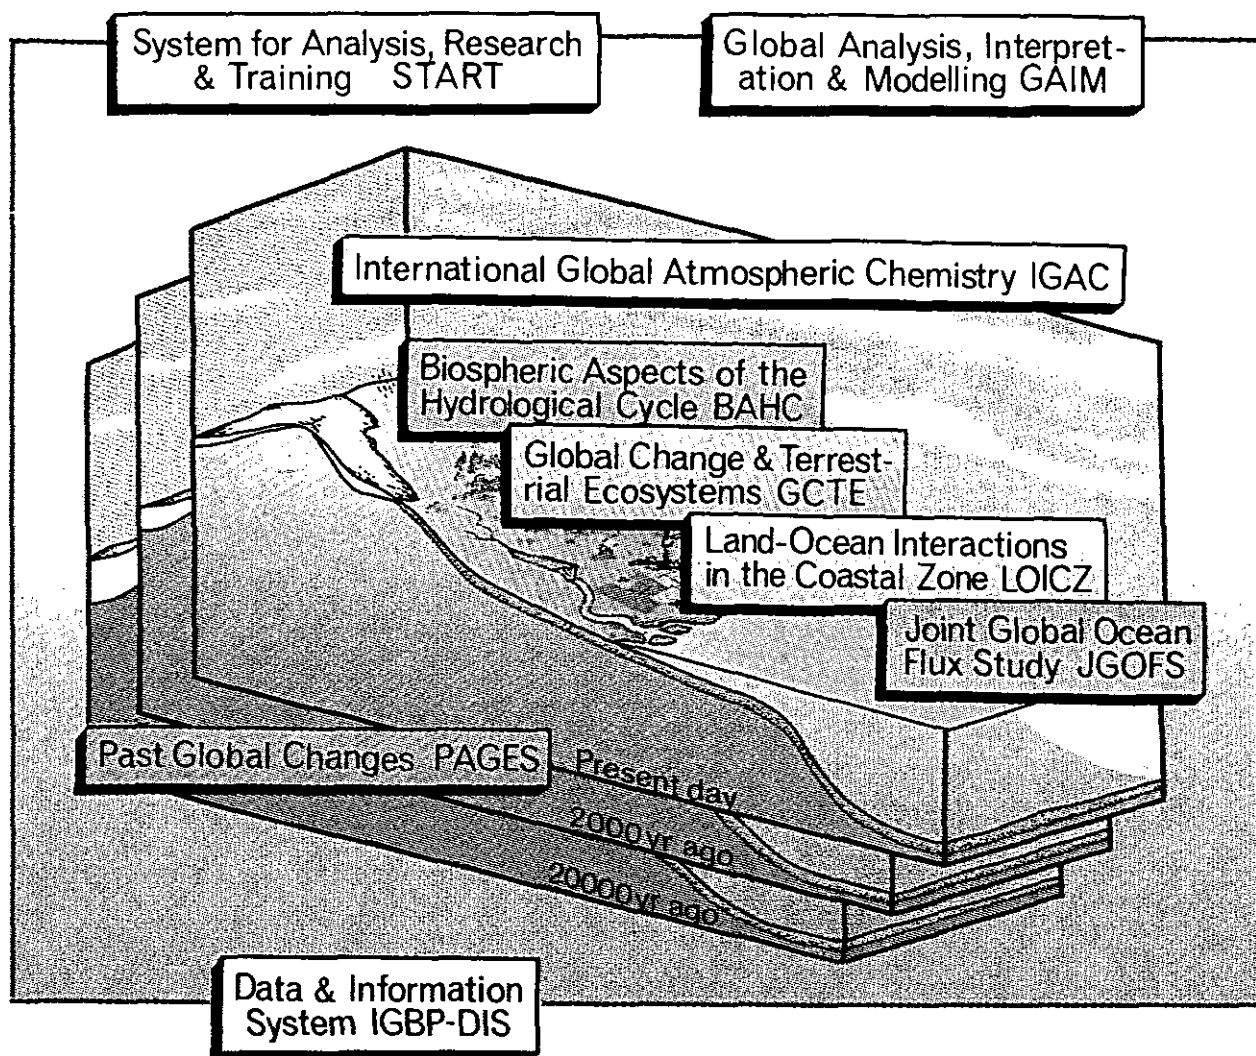 System for Analysis, Research
& Training START
Global Analysis, Interpret-
ation & Modelling GAIM
International Global Atmospheric Chemistry IGAC
Biospheric Aspects of the
Hydrological Cycle BAHC
Global Change & Terrest-
rial Ecosystems GCTE
Land-Ocean Interactions
in the Coastal Zone LOICZ
Joint Global Ocean
Flux Study JGOFS
Past Global Changes PAGES
Present day
2000 yr ago
20000 yr ago
Data & Information
System IGBP-DIS